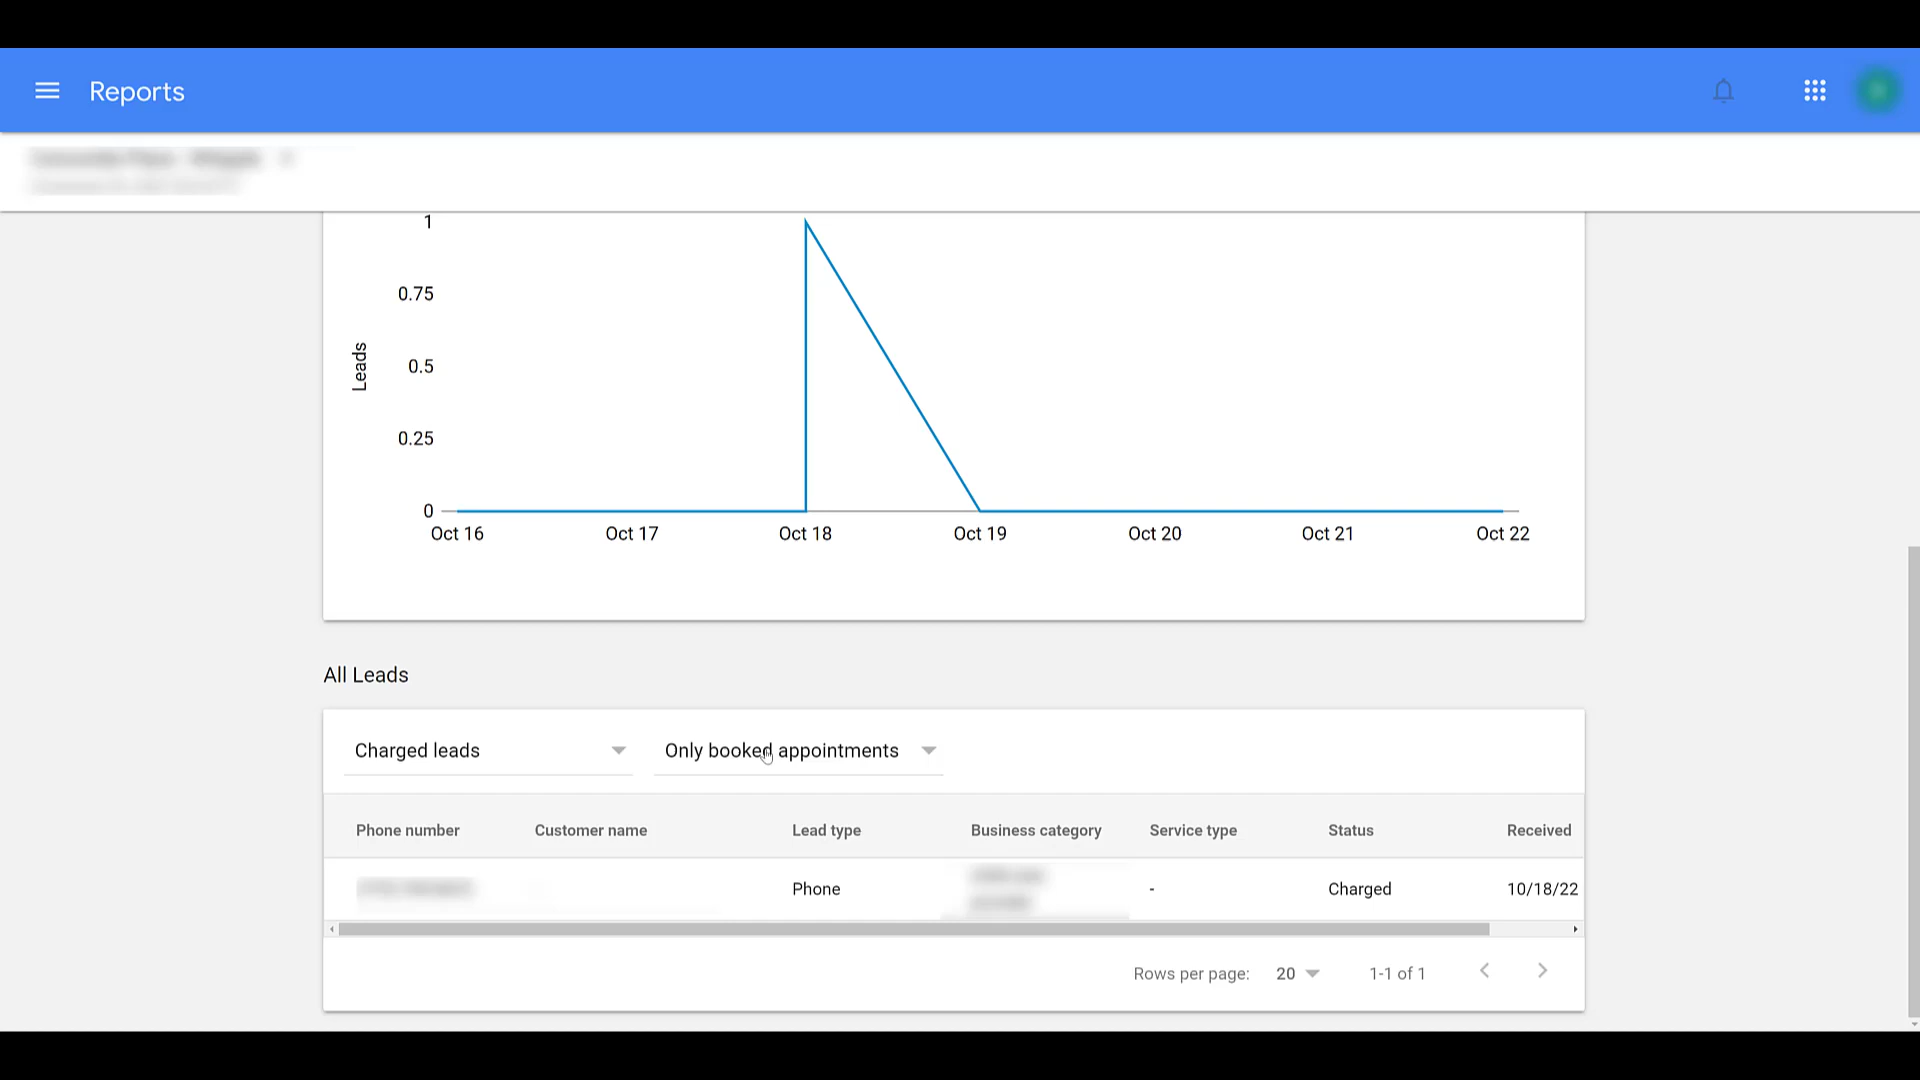 Reports
1
0.75
0.5
0.25
0
Leads
Oct 16 Oct 17 Oct 18 Oct 19 Oct 20 Oct 21 Oct 22
All Leads
Charged leads Only booked appointments
Phone number Customer name Lead type Business category Service type Status Received
Phone - Charged 10/18/22
Rows per page: 20 1-1 of 1